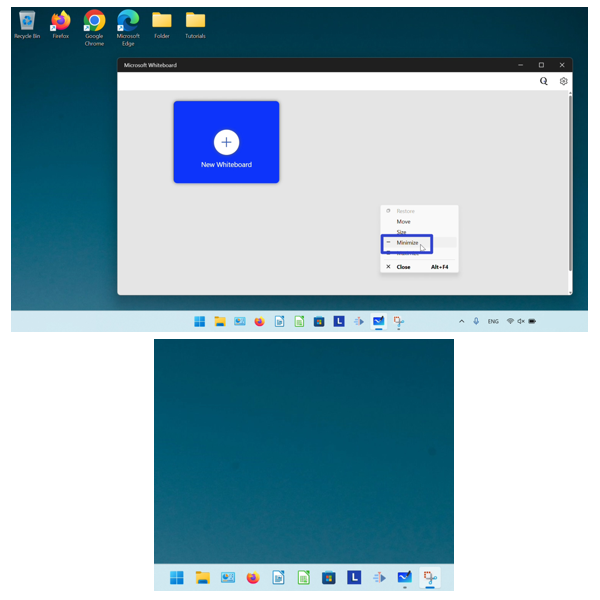 Recycle Bin
Firefox
Google
Chrome
Microsoft
Edge
Folder
Tutorials
Microsoft Whiteboard
New Whiteboard
Restore
Move
Size
Minimize
Close Alt+F4
L
ENG
L